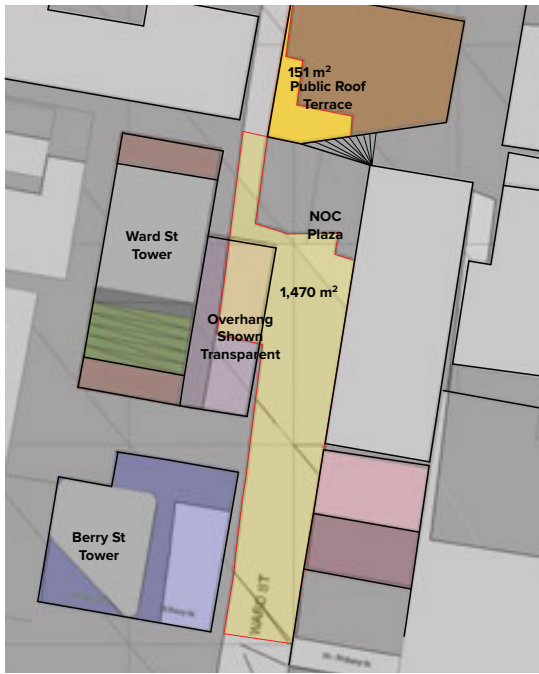 151 m²
Public Roof
Terrace
NOC
Plaza
Ward St
Tower
1,470 m²
Overhang
Shown
Transparent
Berry St
Tower
WARD ST